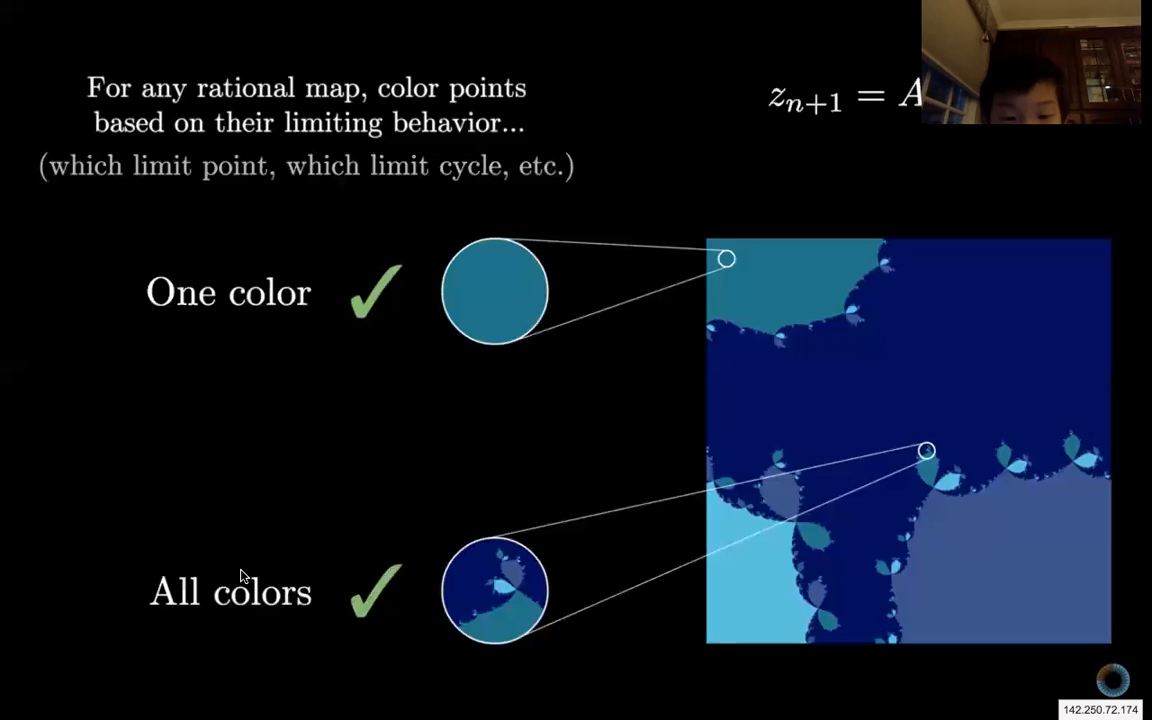 For any rational map, color points
based on their limiting behavior...
(which limit point, which limit cycle, etc.)
z_{n+1} = A
One color ✓
All colors ✓
142.250.72.174